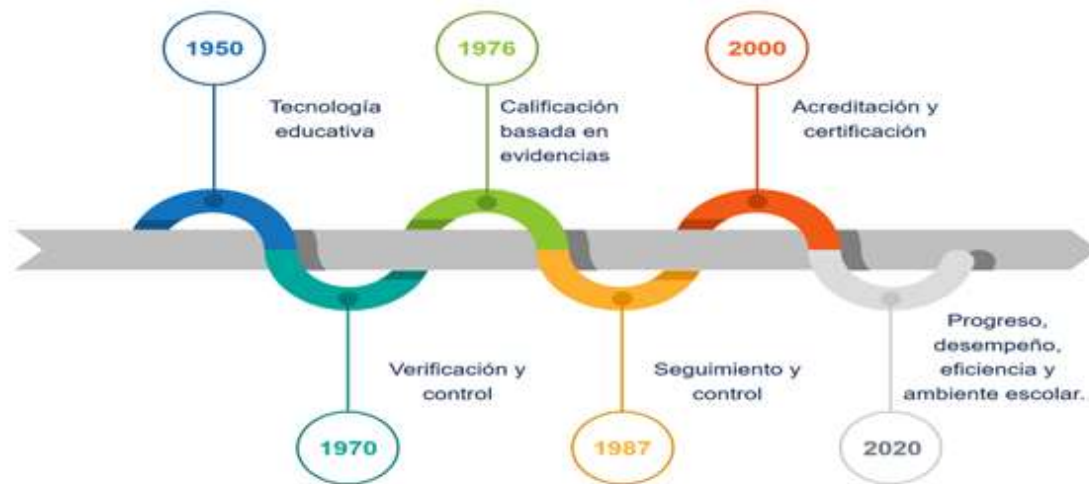 1950
Tecnología
educativa
1976
Calificación
basada en
evidencias
2000
Acreditación y
certificación
Verificación y
control
1970
Seguimiento y
control
1987
Progreso,
desempeño,
eficiencia y
ambiente escolar.
2020